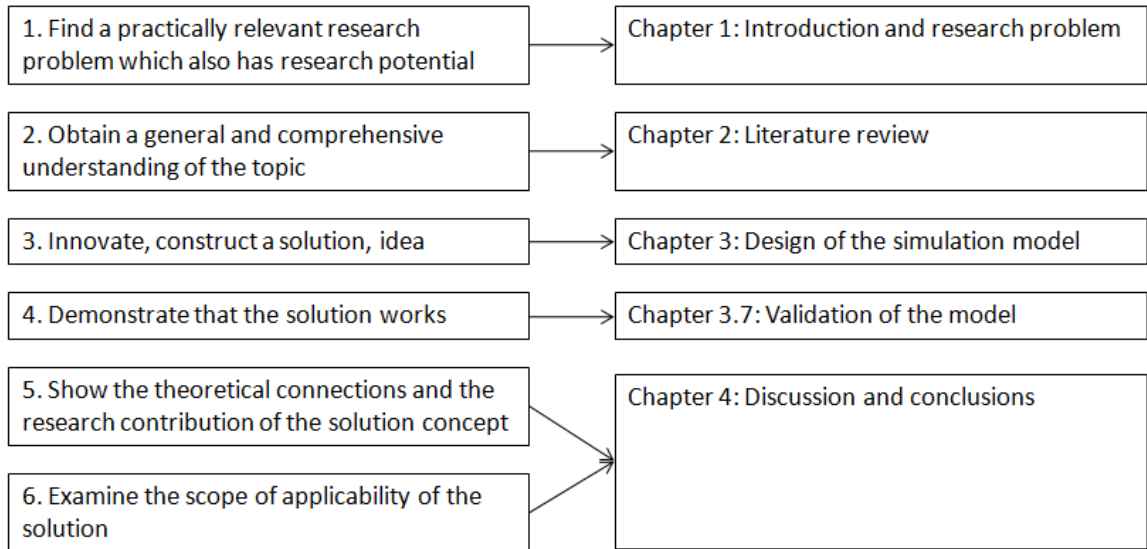 1. Find a practically relevant research
problem which also has research potential
Chapter 1: Introduction and research problem
2. Obtain a general and comprehensive
understanding of the topic
Chapter 2: Literature review
3. Innovate, construct a solution, idea
Chapter 3: Design of the simulation model
4. Demonstrate that the solution works
Chapter 3.7: Validation of the model
5. Show the theoretical connections and the
research contribution of the solution concept
Chapter 4: Discussion and conclusions
6. Examine the scope of applicability of the
solution